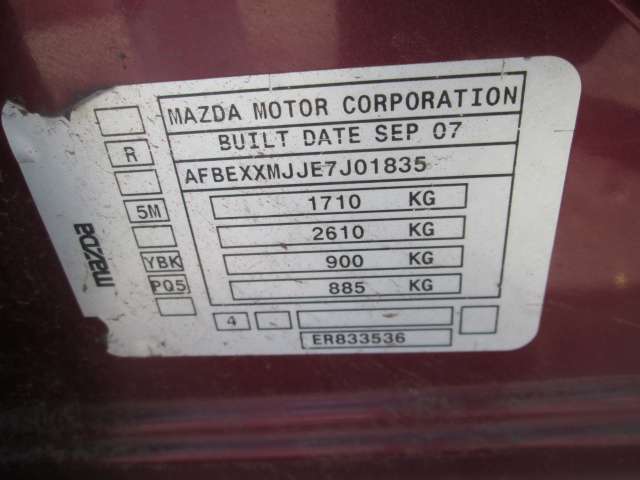 MAZDA MOTOR CORPORATION
BUILT DATE SEP 07
AFBEXXMJJE7J01835
R
1710 KG
5M
2610 KG
900 KG
YBK
885 KG
PQ5
mazda
4
ER833536